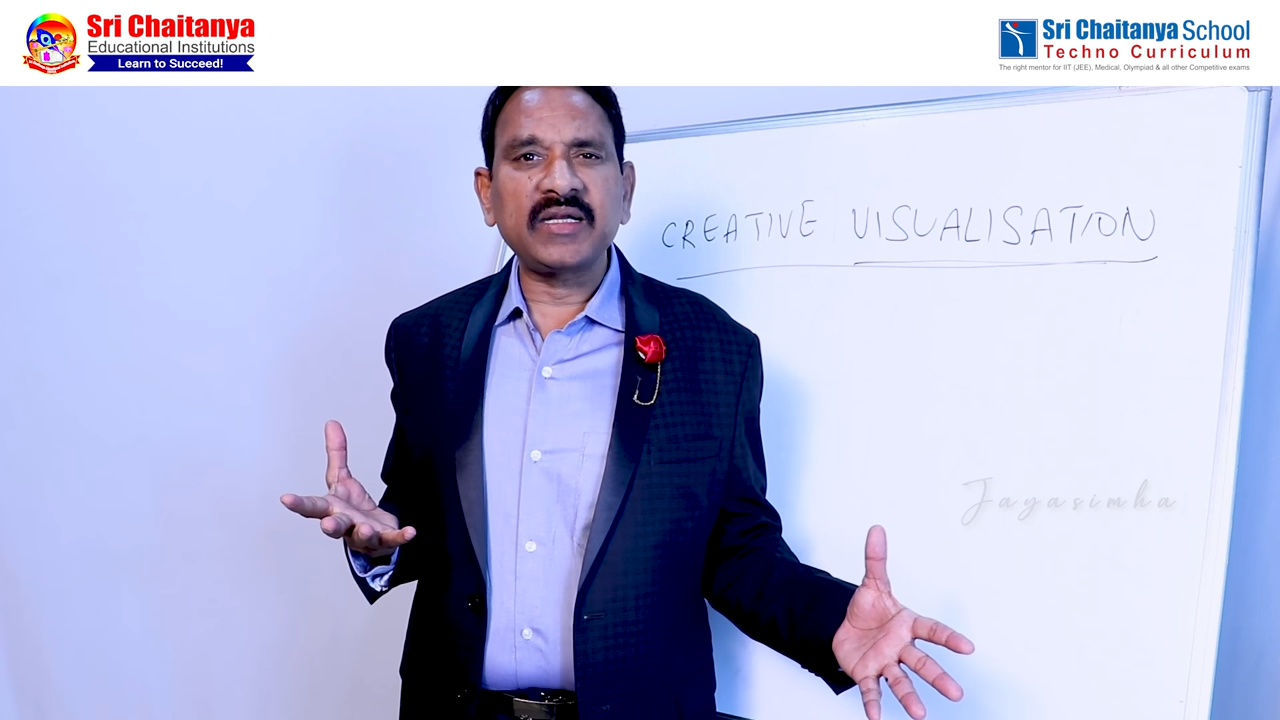 Sri Chaitanya
Educational Institutions
Learn to Succeed!
Sri Chaitanya School
Techno Curriculum
The right mentor for IIT (JEE), Medical, Olympiad & all other Competitive exams
CREATIVE VISUALISATION
Jayasimha